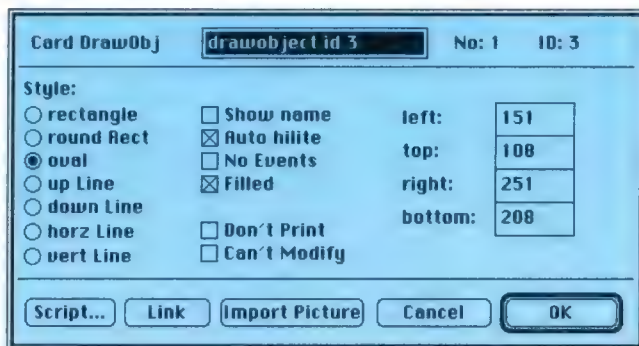 Card DrawObj drawobject id 3 No: 1 ID: 3
Style:
rectangle
round Rect
oval
up Line
down Line
horz Line
vert Line
Show name
Auto hilite
No Events
Filled
Don't Print
Can't Modify
left: 151
top: 108
right: 251
bottom: 208
Script... Link Import Picture Cancel OK